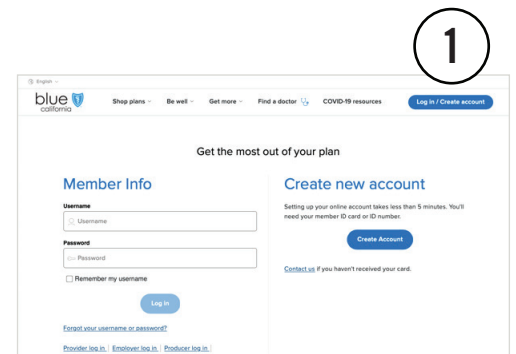 1
English
blue
california
Shop plans
Be well
Get more
Find a doctor
COVID-19 resources
Log in / Create account
Get the most out of your plan
Member Info
Username
Username
Password
Password
Remember my username
Log in
Forgot your username or password?
Provider log in | Employer log in | Producer log in |
Create new account
Setting up your online account takes less than 5 minutes. You'll
need your member ID card or ID number.
Create Account
Contact us if you haven't received your card.